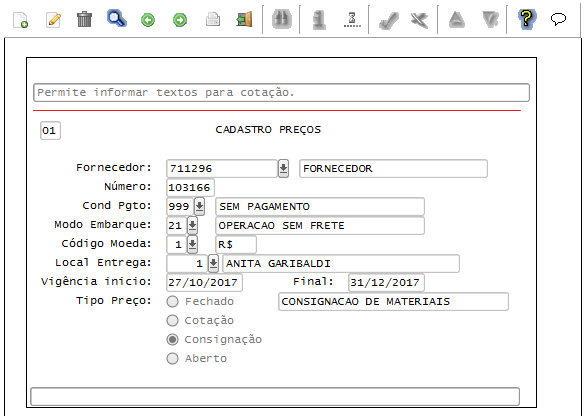 Permite informar textos para cotação.
01 CADASTRO PREÇOS
Fornecedor: 711296 FORNECEDOR
Número: 103166
Cond Pgto: 999 SEM PAGAMENTO
Modo Embarque: 21 OPERACAO SEM FRETE
Código Moeda: 1 R$
Local Entrega: 1 ANITA GARIBALDI
Vigência inicio: 27/10/2017 Final: 31/12/2017
Tipo Preço: Fechado CONSIGNACAO DE MATERIAIS
Cotação
Consignação
Aberto